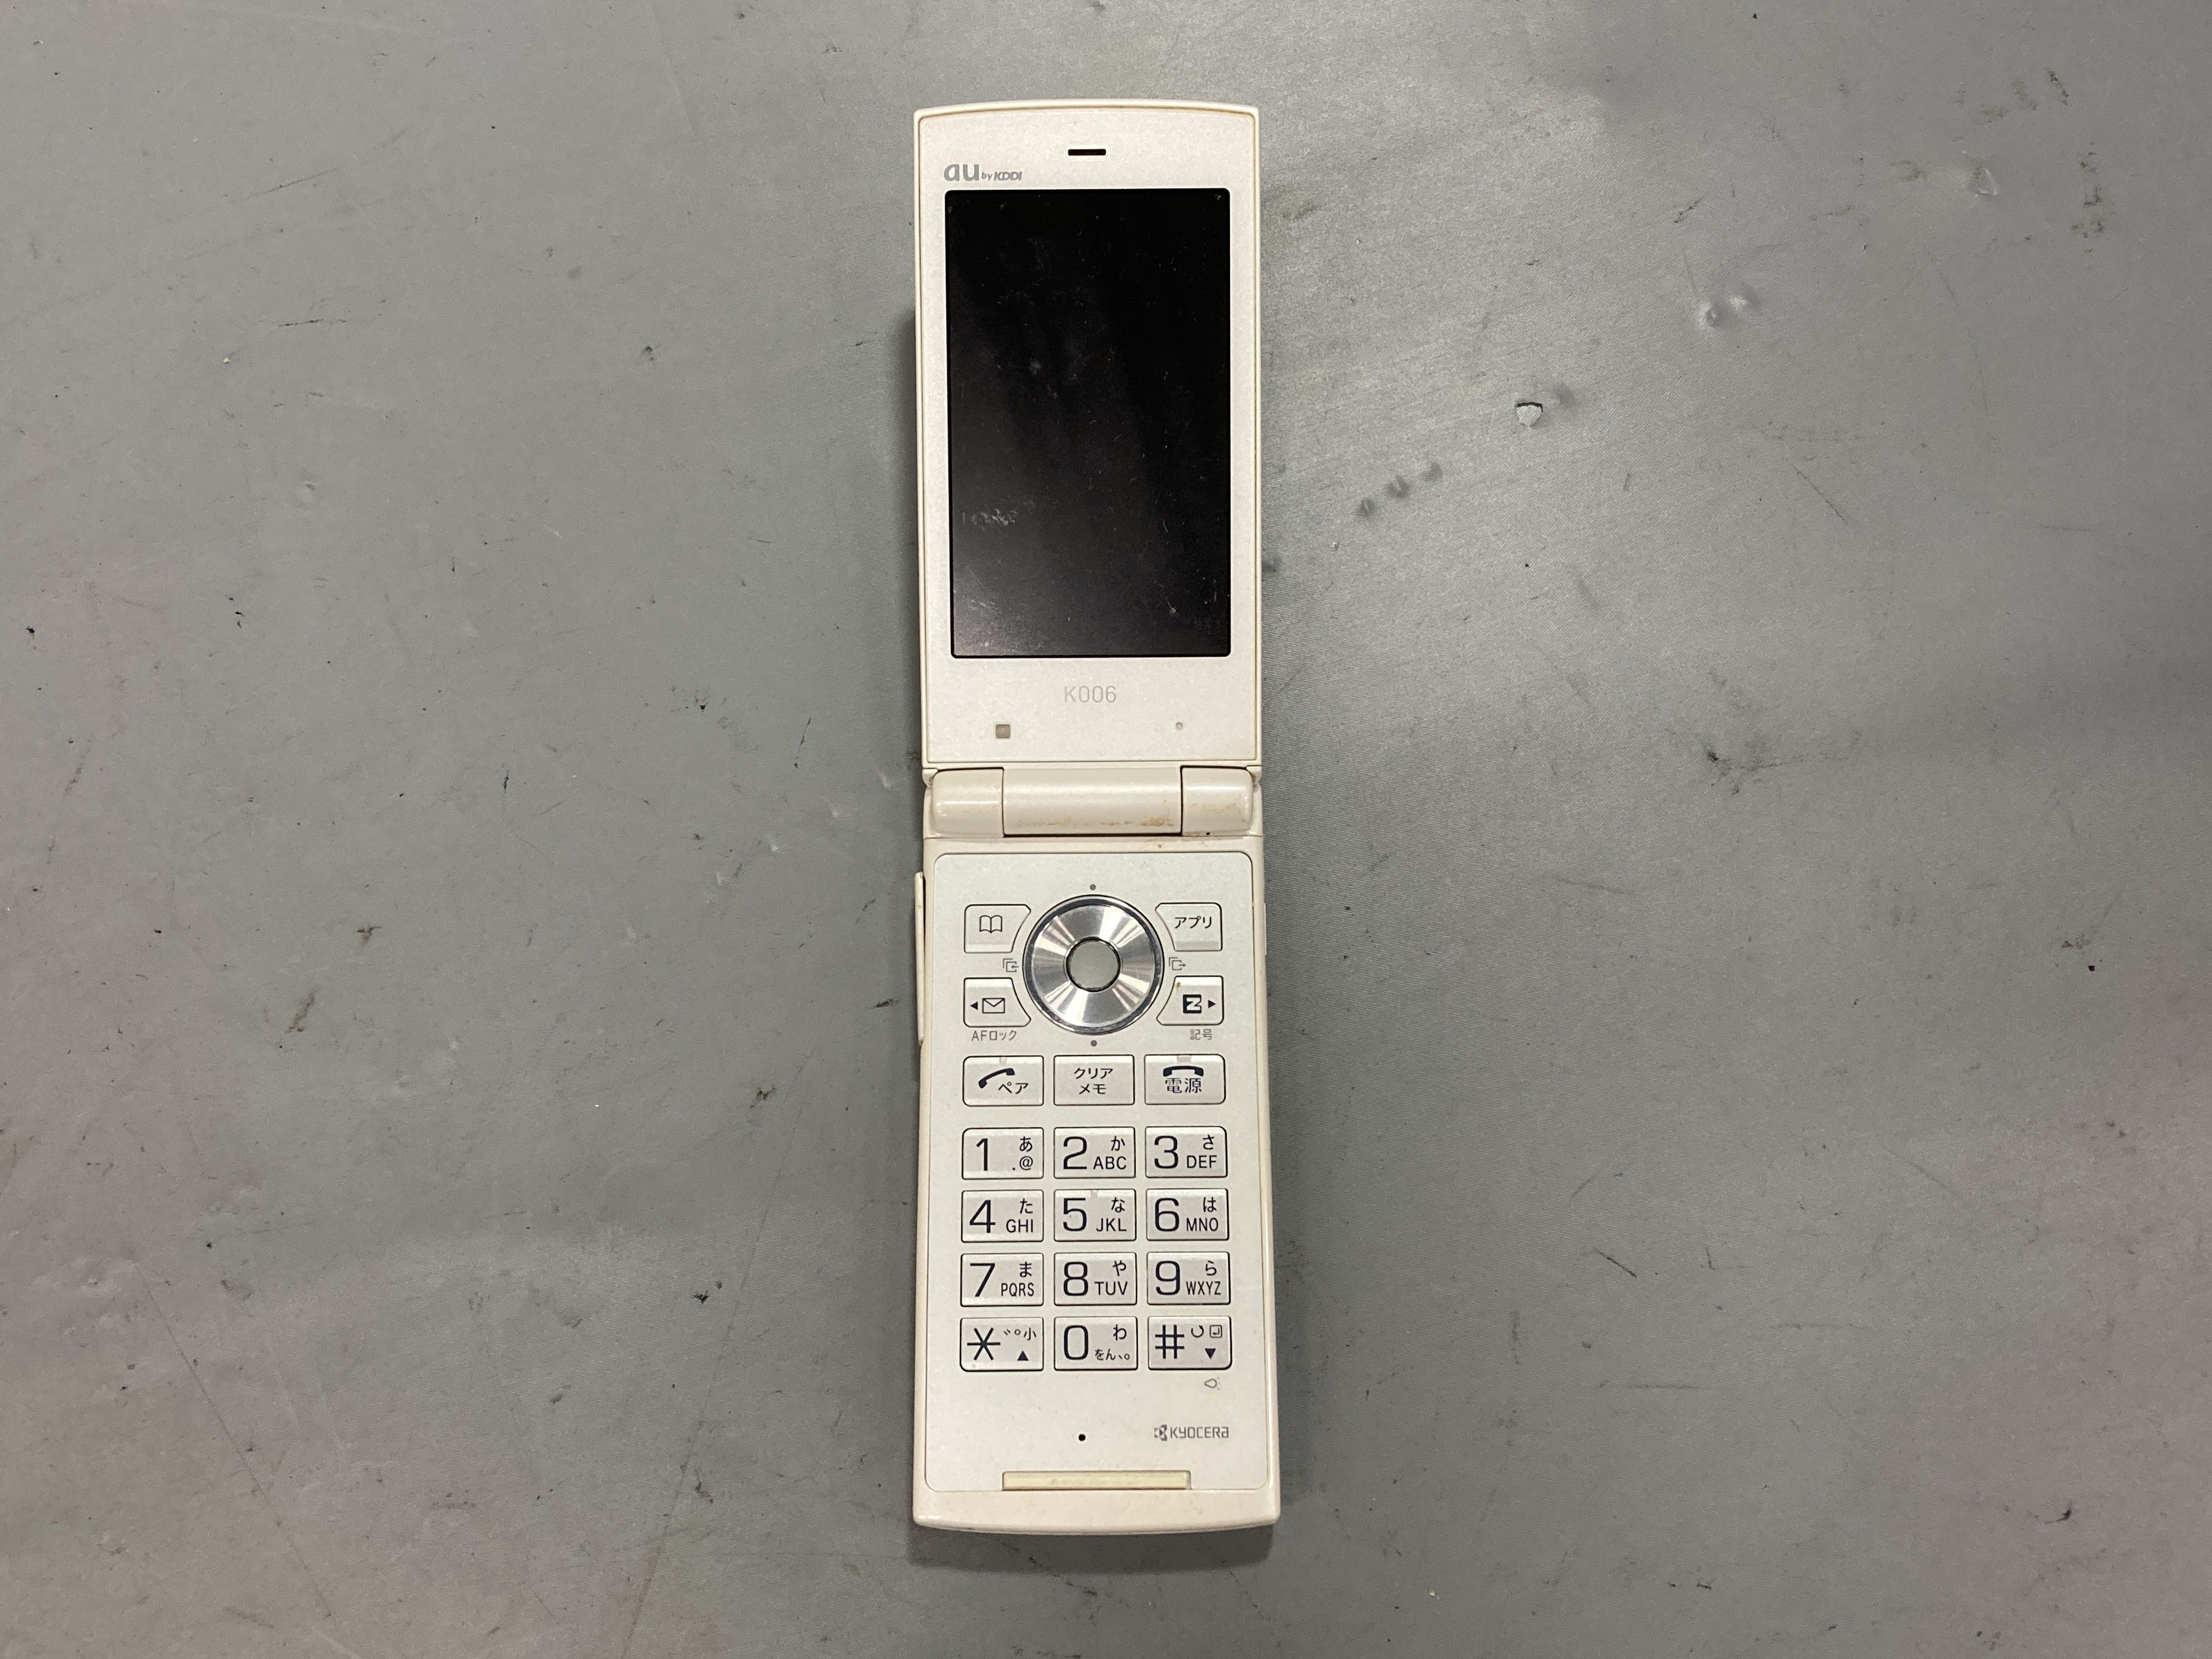 au by KDDI
K006
アプリ
AFロック
記号
ペア
クリア
メモ
電源
1 あ .@
2 か ABC
3 さ DEF
4 た GHI
5 な JKL
6 は MNO
7 ま PQRS
8 や TUV
9 ら WXYZ
* ゛゜小 ▲
0 わ をん、。
# ▼
KYOCERA